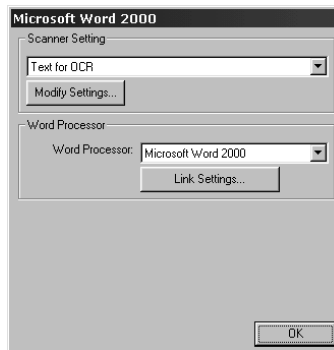 Microsoft Word 2000
Scanner Setting
Text for OCR
Modify Settings...
Word Processor
Word Processor: Microsoft Word 2000
Link Settings...
OK